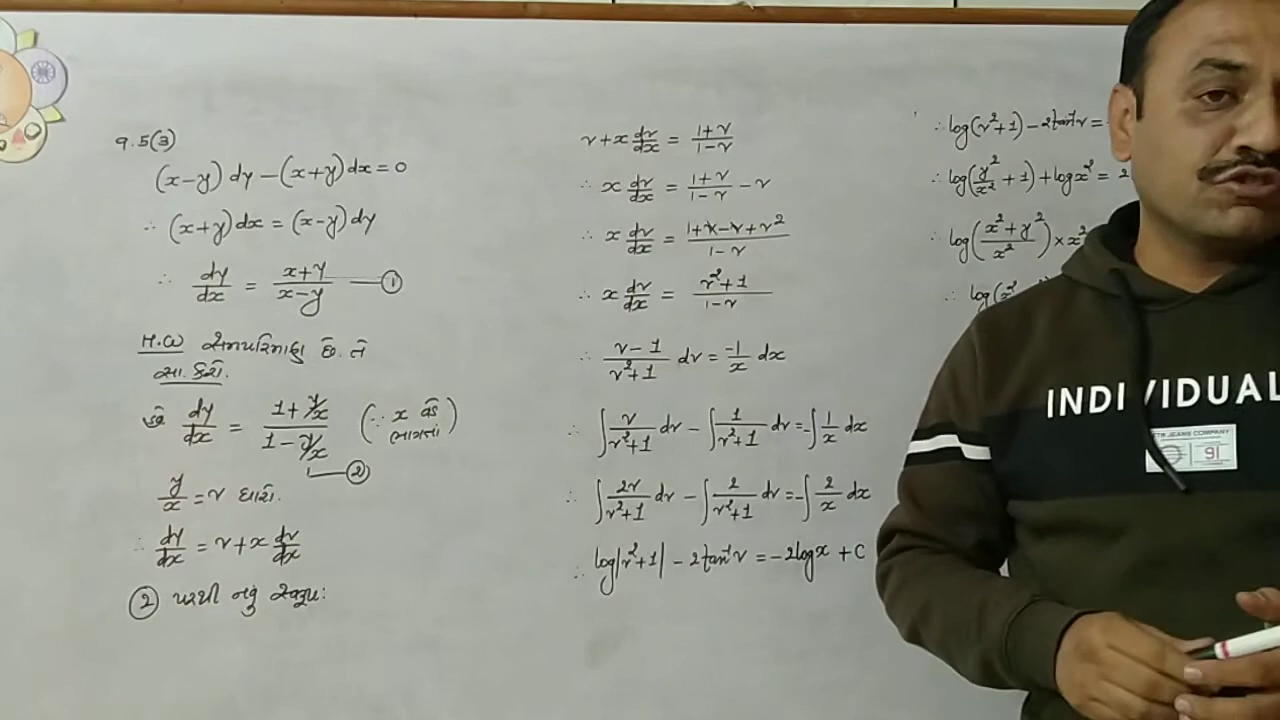 9.5(3)
(x-y) dy - (x+y) dx = 0
∴ (x+y) dx = (x-y) dy
∴ dy/dx = x+y/x-y — ①
H.W સમપરિમાણ છે. તે
સા. કરો.
હવે dy/dx = 1+y/x / 1-y/x (∵ x વડે ભાગતાં)
— ②
y/x = v ધારો.
∴ dy/dx = v + x dv/dx
② પરથી નવું સ્વરૂપ:
v + x dv/dx = 1+v/1-v
∴ x dv/dx = 1+v/1-v - v
∴ x dv/dx = 1+v-v+v²/1-v
∴ x dv/dx = v²+1/1-v
∴ v-1/v²+1 dv = -1/x dx
∴ ∫ v/v²+1 dv - ∫ 1/v²+1 dv = -∫ 1/x dx
∴ ∫ 2v/v²+1 dv - ∫ 2/v²+1 dv = -∫ 2/x dx
∴ log|v²+1| - 2tan⁻¹v = -2logx + C
∴ log(v²+1) - 2tan⁻¹v =
∴ log(y²/x² + 1) + logx² = 2
∴ log(x²+y²/x²) × x²
∴ log(x²
INDIVIDUAL
JEANS COMPANY
91